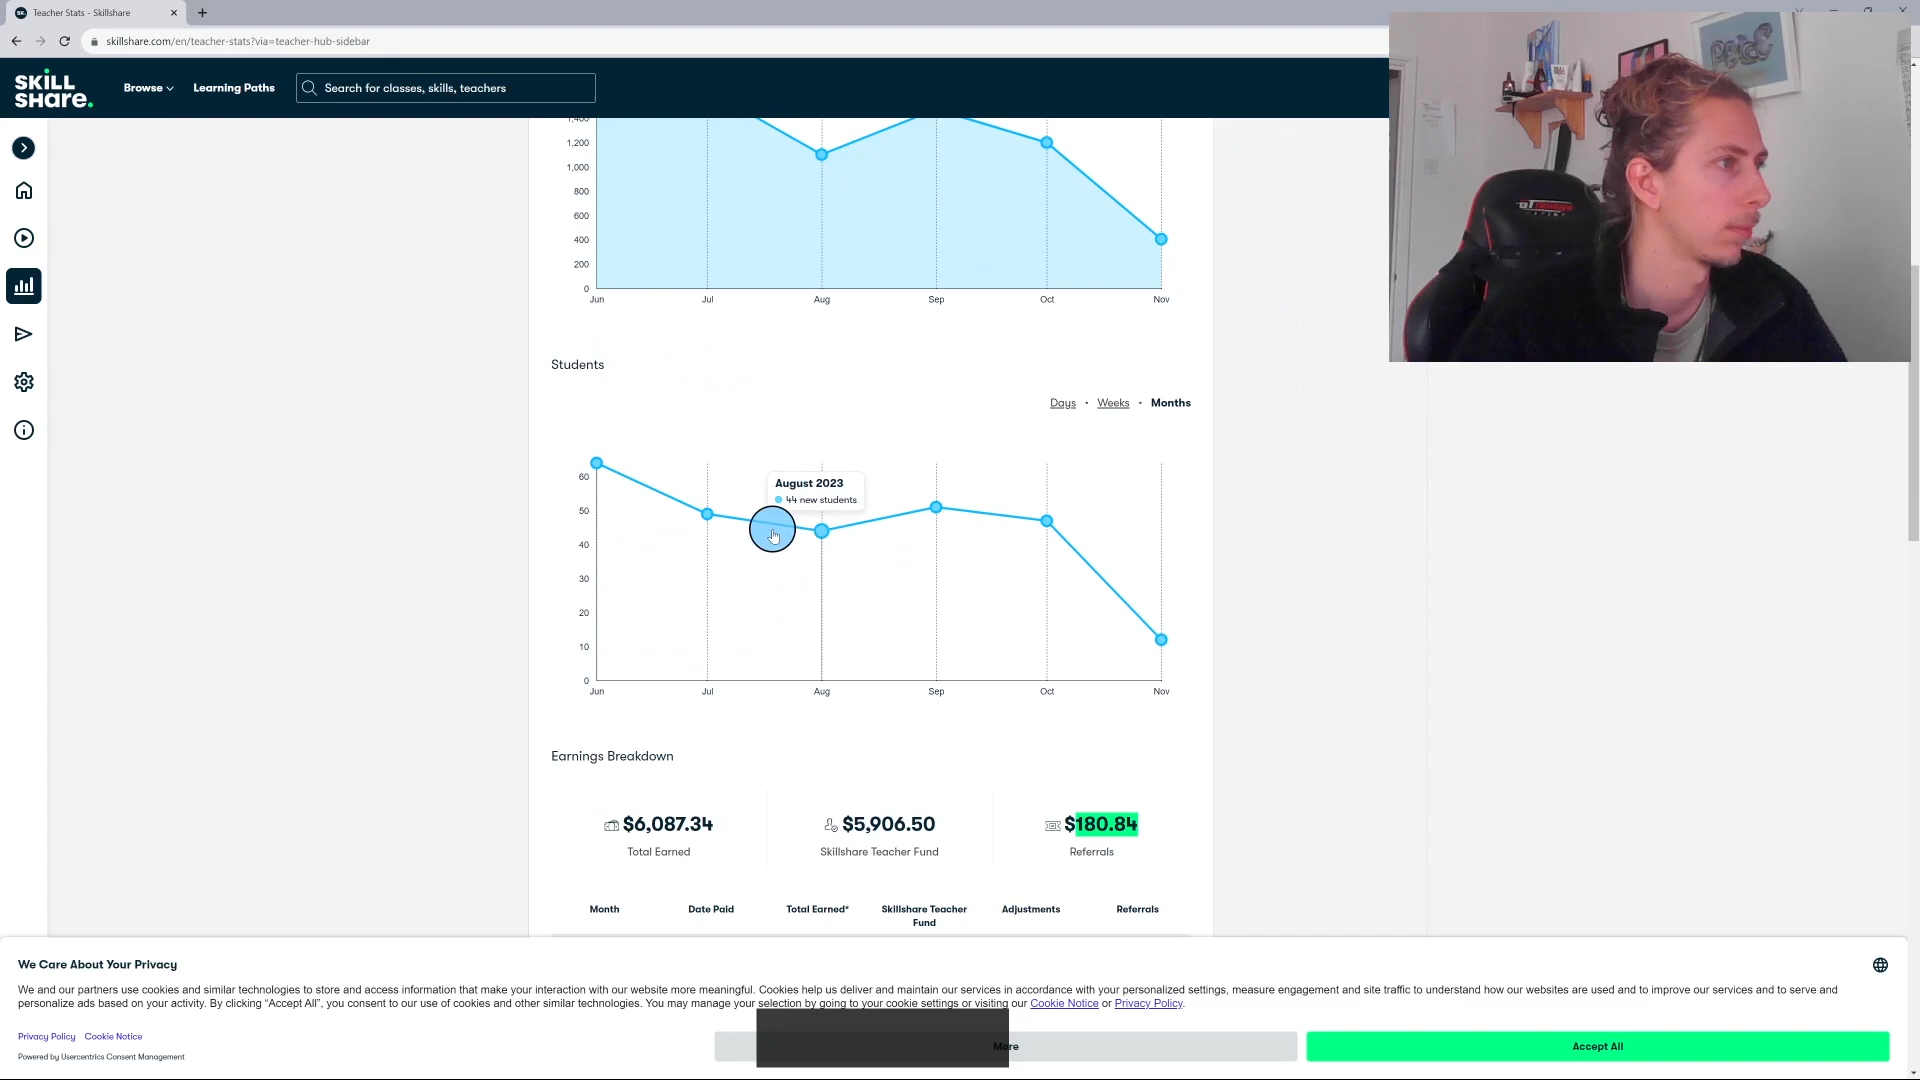 Teacher Stats - Skillshare
skillshare.com/en/teacher-stats?via=teacher-hub-sidebar
SKILL
SHare.
Browse
Learning Paths
Search for classes, skills, teachers
PEACE
GT
1,400
1,200
1,000
800
600
400
200
0
Jun Jul Aug Sep Oct Nov
Students
Days • Weeks • Months
60
50
40
30
20
10
0
August 2023
44 new students
Jun Jul Aug Sep Oct Nov
Earnings Breakdown
$6,087.34
Total Earned
$5,906.50
Skillshare Teacher Fund
$180.84
Referrals
Month Date Paid Total Earned* Skillshare Teacher Fund Adjustments Referrals
We Care About Your Privacy
We and our partners use cookies and similar technologies to store and access information that make your interaction with our website more meaningful. Cookies help us deliver and maintain our services in accordance with your personalized settings, measure engagement and site traffic to understand how our websites are used and to improve our services and to serve and
personalize ads based on your activity. By clicking "Accept All", you consent to our use of cookies and other similar technologies. You may manage your selection by going to your cookie settings or visiting our Cookie Notice or Privacy Policy.
Privacy Policy Cookie Notice
Powered by Usercentrics Consent Management
More
Accept All